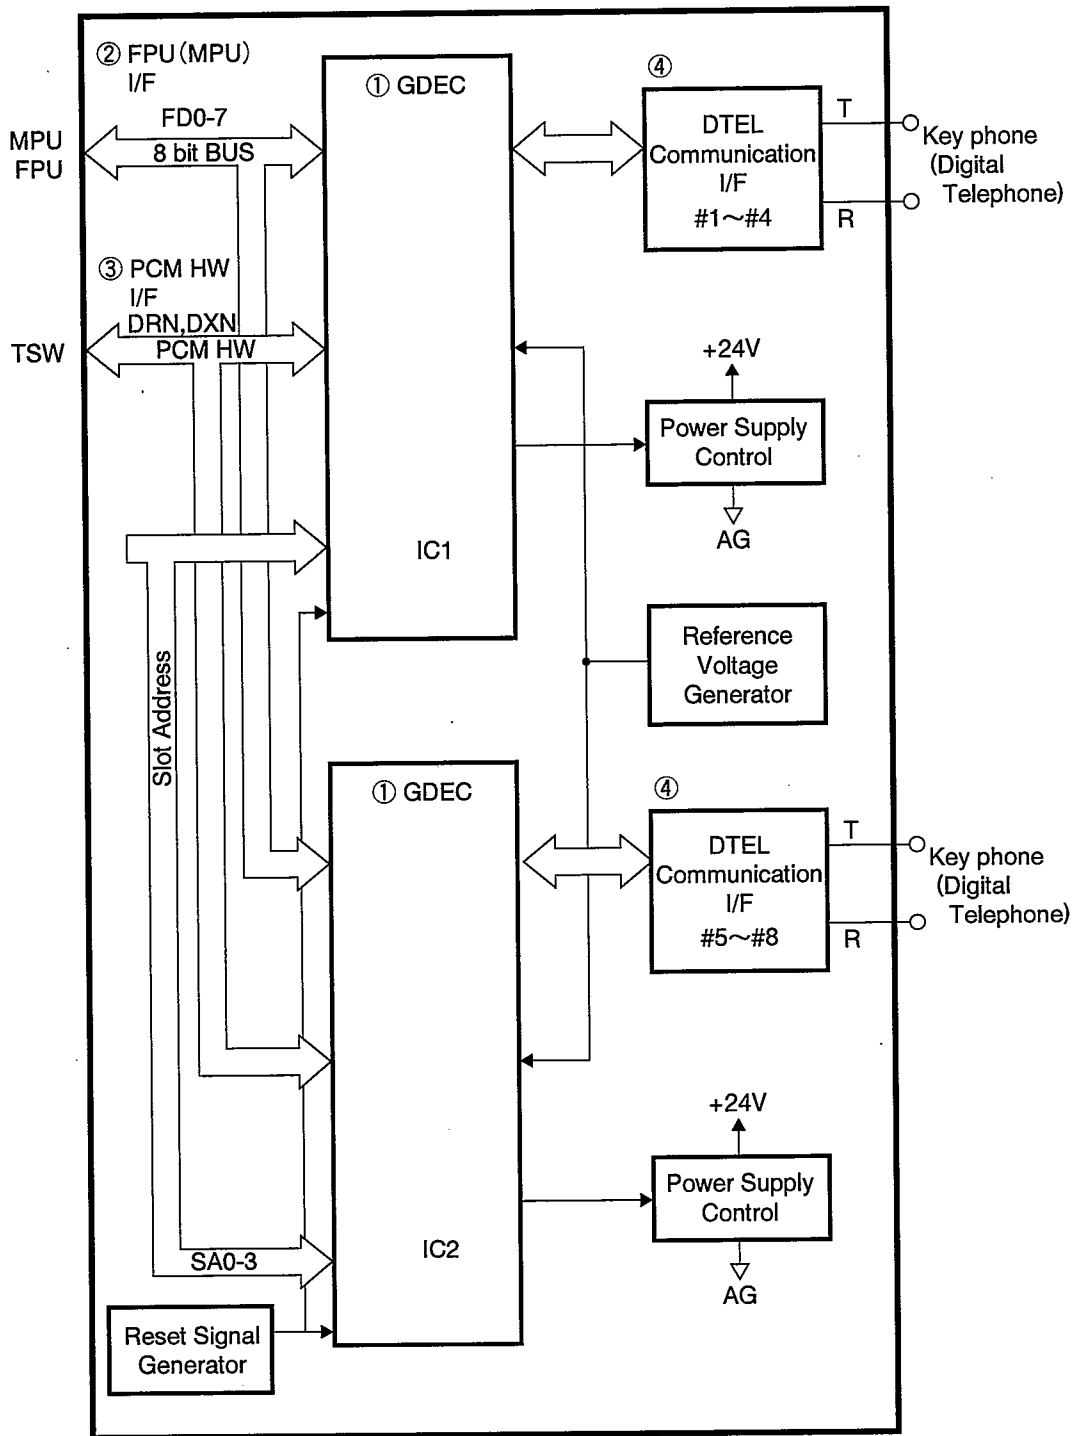 ② FPU(MPU)
I/F
① GDEC
④
FD0-7
8 bit BUS
MPU
FPU
DTEL
Communication
I/F
#1～#4
T
R
Key phone
(Digital
Telephone)
③ PCM HW
I/F
DRN,DXN
PCM HW
TSW
+24V
Power Supply
Control
AG
IC1
Reference
Voltage
Generator
Slot Address
① GDEC
④
DTEL
Communication
I/F
#5～#8
T
R
Key phone
(Digital
Telephone)
+24V
Power Supply
Control
AG
IC2
SA0-3
Reset Signal
Generator